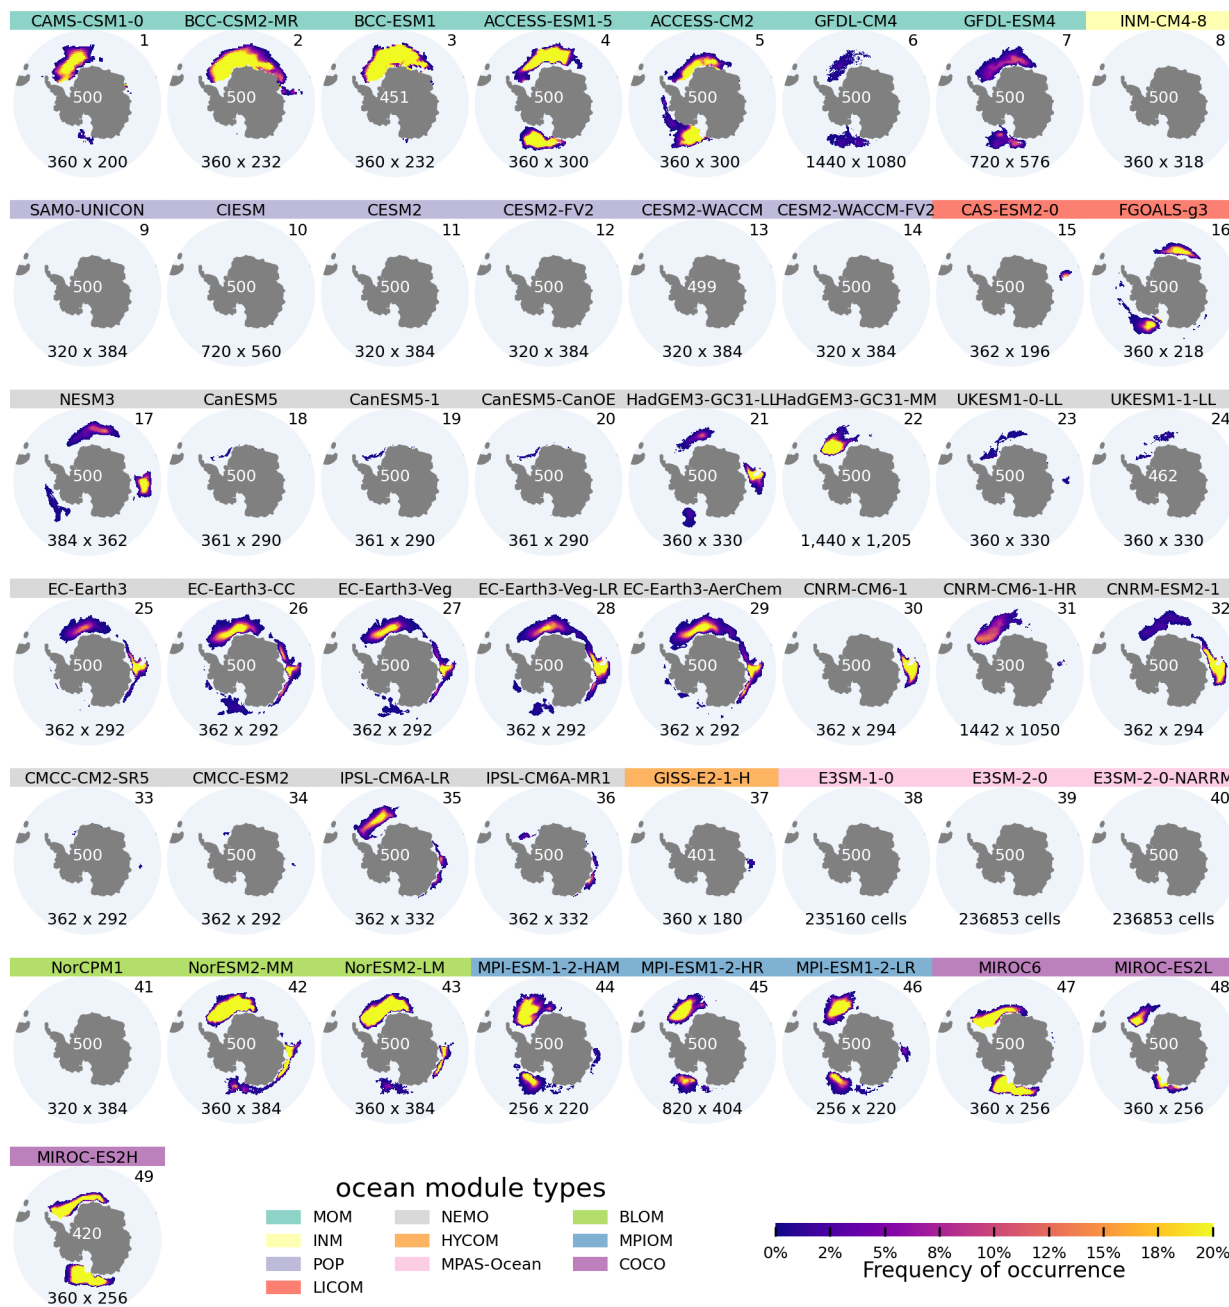 CAMS-CSM1-0 BCC-CSM2-MR BCC-ESM1 ACCESS-ESM1-5 ACCESS-CM2 GFDL-CM4 GFDL-ESM4 INM-CM4-8
1 2 3 4 5 6 7 8
500 500 451 500 500 500 500 500
360 x 200 360 x 232 360 x 232 360 x 300 360 x 300 1440 x 1080 720 x 576 360 x 318
SAM0-UNICON CIESM CESM2 CESM2-FV2 CESM2-WACCM CESM2-WACCM-FV2 CAS-ESM2-0 FGOALS-g3
9 10 11 12 13 14 15 16
500 500 500 500 499 500 500 500
320 x 384 720 x 560 320 x 384 320 x 384 320 x 384 320 x 384 362 x 196 360 x 218
NESM3 CanESM5 CanESM5-1 CanESM5-CanOE HadGEM3-GC31-LL HadGEM3-GC31-MM UKESM1-0-LL UKESM1-1-LL
17 18 19 20 21 22 23 24
500 500 500 500 500 500 500 462
384 x 362 361 x 290 361 x 290 361 x 290 360 x 330 1,440 x 1,205 360 x 330 360 x 330
EC-Earth3 EC-Earth3-CC EC-Earth3-Veg EC-Earth3-Veg-LR EC-Earth3-AerChem CNRM-CM6-1 CNRM-CM6-1-HR CNRM-ESM2-1
25 26 27 28 29 30 31 32
500 500 500 500 500 500 300 500
362 x 292 362 x 292 362 x 292 362 x 292 362 x 292 362 x 294 1442 x 1050 362 x 294
CMCC-CM2-SR5 CMCC-ESM2 IPSL-CM6A-LR IPSL-CM6A-MR1 GISS-E2-1-H E3SM-1-0 E3SM-2-0 E3SM-2-0-NARRM
33 34 35 36 37 38 39 40
500 500 500 500 401 500 500 500
362 x 292 362 x 292 362 x 332 362 x 332 360 x 180 235160 cells 236853 cells 236853 cells
NorCPM1 NorESM2-MM NorESM2-LM MPI-ESM-1-2-HAM MPI-ESM1-2-HR MPI-ESM1-2-LR MIROC6 MIROC-ES2L
41 42 43 44 45 46 47 48
500 500 500 500 500 500 500 500
320 x 384 360 x 384 360 x 384 256 x 220 820 x 404 256 x 220 360 x 256 360 x 256
MIROC-ES2H
49
420
360 x 256
ocean module types
MOM NEMO BLOM
INM HYCOM MPIOM
POP MPAS-Ocean COCO
LICOM
0% 2% 5% 8% 10% 12% 15% 18% 20%
Frequency of occurrence